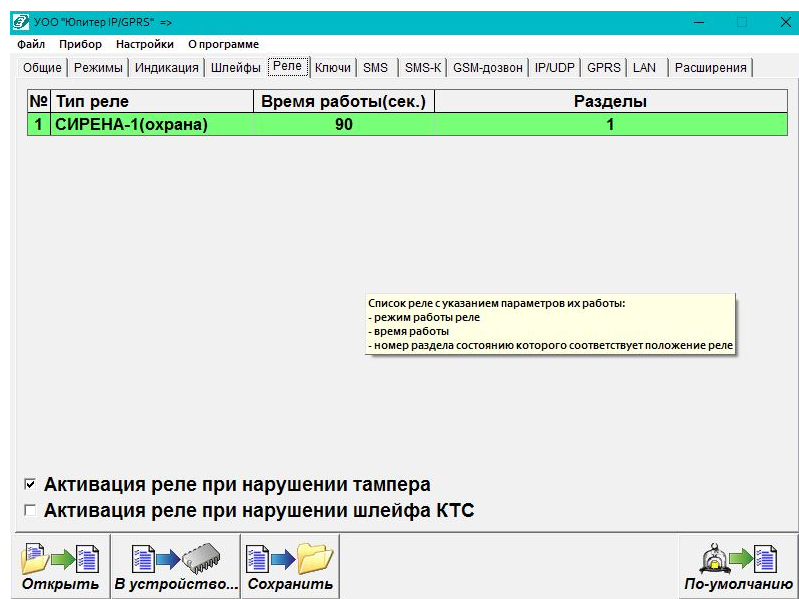 УОО "Юпитер IP/GPRS" =>
Файл Прибор Настройки О программе
Общие Режимы Индикация Шлейфы Реле Ключи SMS SMS-K GSM-дозвон IP/UDP GPRS LAN Расширения
№ Тип реле Время работы(сек.) Разделы
1 СИРЕНА-1(охрана) 90 1
Список реле с указанием параметров их работы:
- режим работы реле
- время работы
- номер раздела состоянию которого соответствует положение реле
Активация реле при нарушении тампера
Активация реле при нарушении шлейфа КТС
Открыть В устройство... Сохранить По-умолчанию